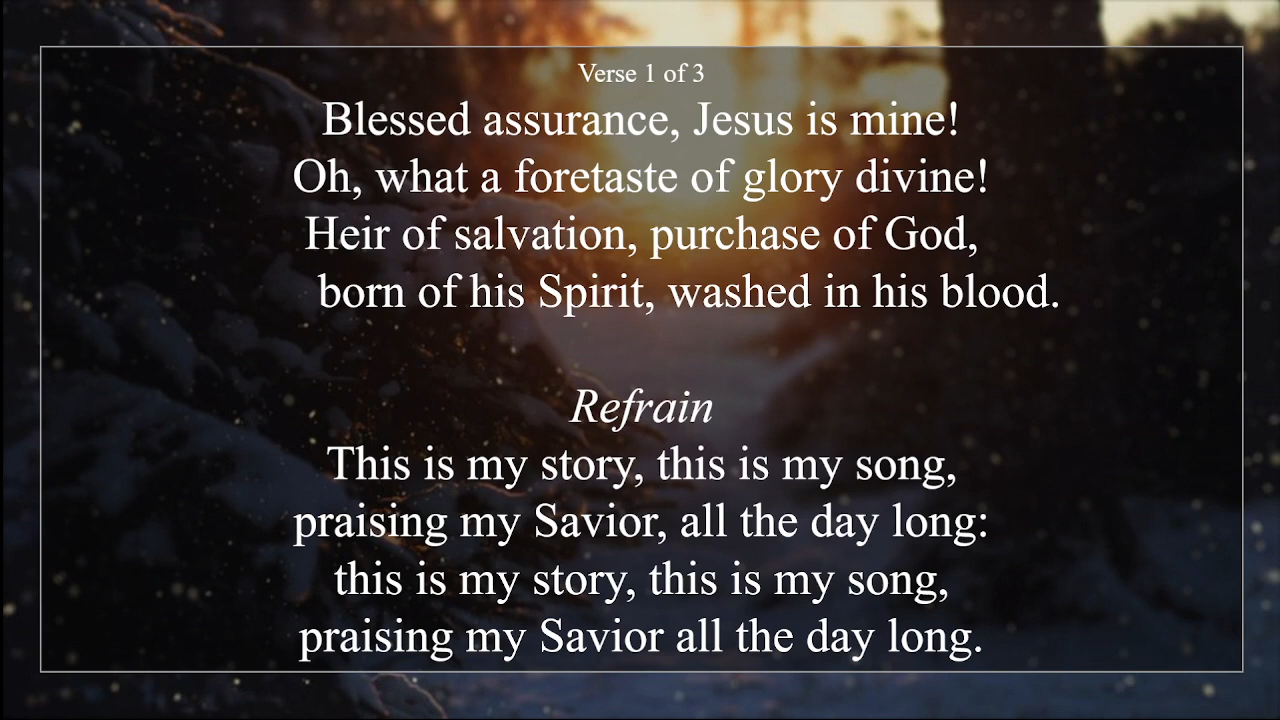 Verse 1 of 3
Blessed assurance, Jesus is mine!
Oh, what a foretaste of glory divine!
Heir of salvation, purchase of God,
born of his Spirit, washed in his blood.
Refrain
This is my story, this is my song,
praising my Savior, all the day long:
this is my story, this is my song,
praising my Savior all the day long.